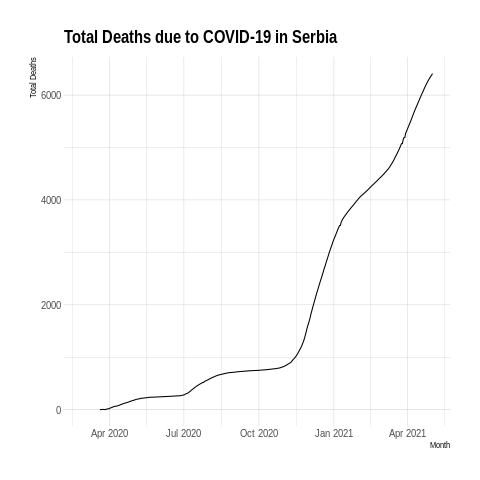 Total Deaths due to COVID-19 in Serbia
Total Deaths
6000
4000
2000
0
Apr 2020 Jul 2020 Oct 2020 Jan 2021 Apr 2021
Month